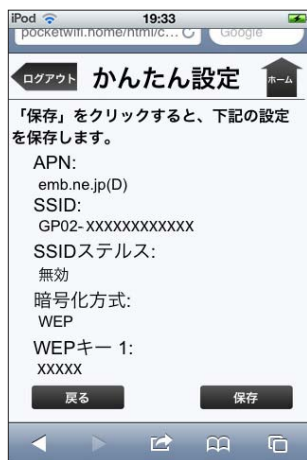 iPod 19:33
pocketwifi.home/html/c... Google
ログアウト かんたん設定 ホーム
「保存」をクリックすると、下記の設定
を保存します。
APN:
emb.ne.jp(D)
SSID:
GP02-XXXXXXXXXXXX
SSIDステルス:
無効
暗号化方式:
WEP
WEPキー 1:
XXXXX
戻る 保存